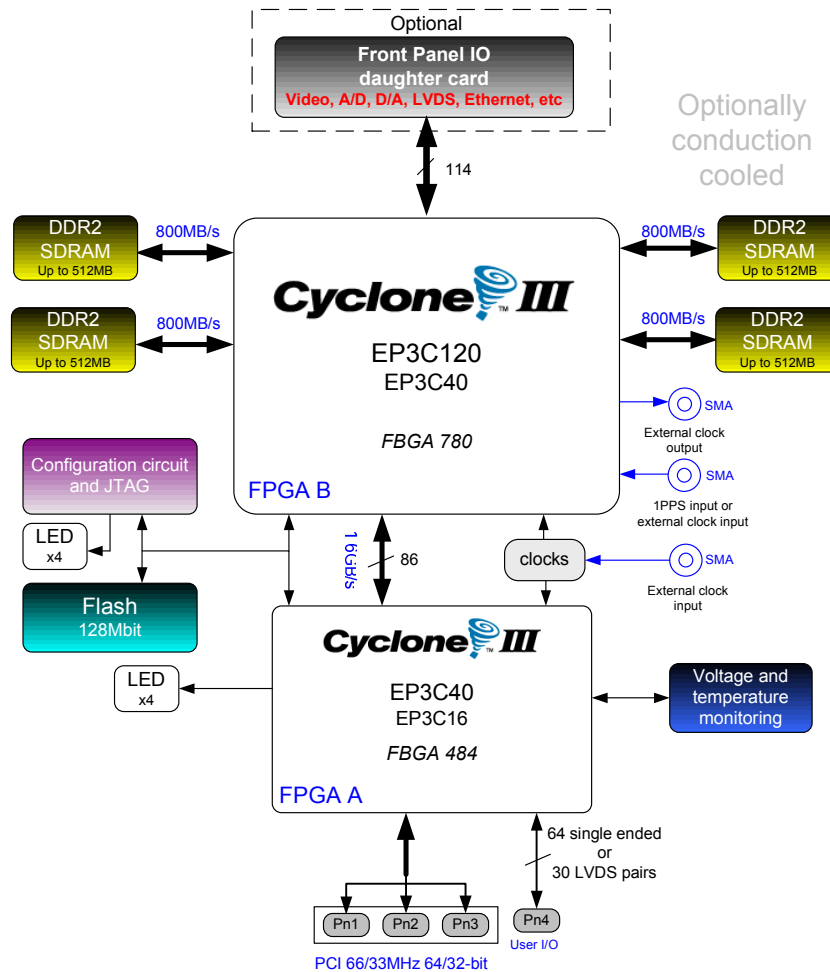 Optional
Front Panel IO
daughter card
Video, A/D, D/A, LVDS, Ethernet, etc
Optionally
conduction
cooled
114
DDR2
SDRAM
Up to 512MB
800MB/s
800MB/s
DDR2
SDRAM
Up to 512MB
Cyclone III
TM
EP3C120
EP3C40
FBGA 780
FPGA B
DDR2
SDRAM
Up to 512MB
800MB/s
800MB/s
DDR2
SDRAM
Up to 512MB
SMA
External clock
output
SMA
1PPS input or
external clock input
SMA
External clock
input
Configuration circuit
and JTAG
LED
x4
Flash
128Mbit
1 6GB/s
86
clocks
Cyclone III
TM
EP3C40
EP3C16
FBGA 484
FPGA A
LED
x4
Voltage and
temperature
monitoring
64 single ended
or
30 LVDS pairs
Pn1
Pn2
Pn3
Pn4
User I/O
PCI 66/33MHz 64/32-bit